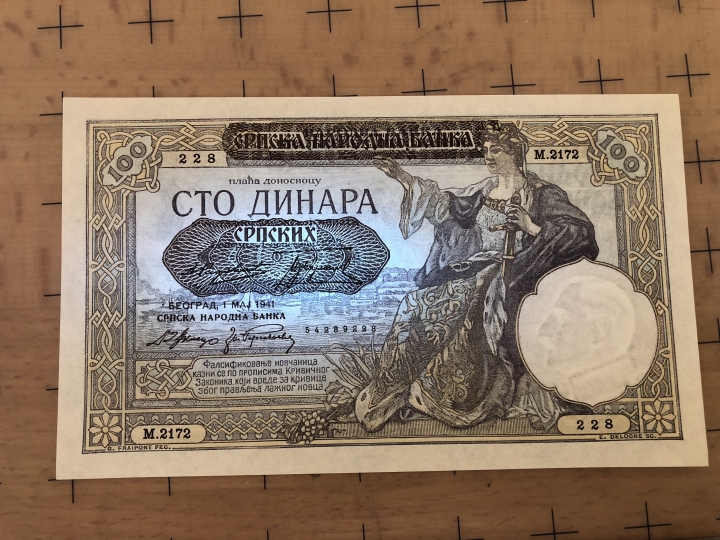 СРПСКА НАРОДНА БАНКА
100
228
М.2172
100
плаћа доносиоцу
СТО ДИНАРА
СРПСКИХ
БЕОГРАД, 1 МАЈ 1941
СРПСКА НАРОДНА БАНКА
54289228
Фалсификовање новчаница
казни се по прописима Кривичног
Законика који вреде за кривице
због прављења лажног новца
М.2172
228
G. FRAIPONT FEC.
E. DELOCHE SC.